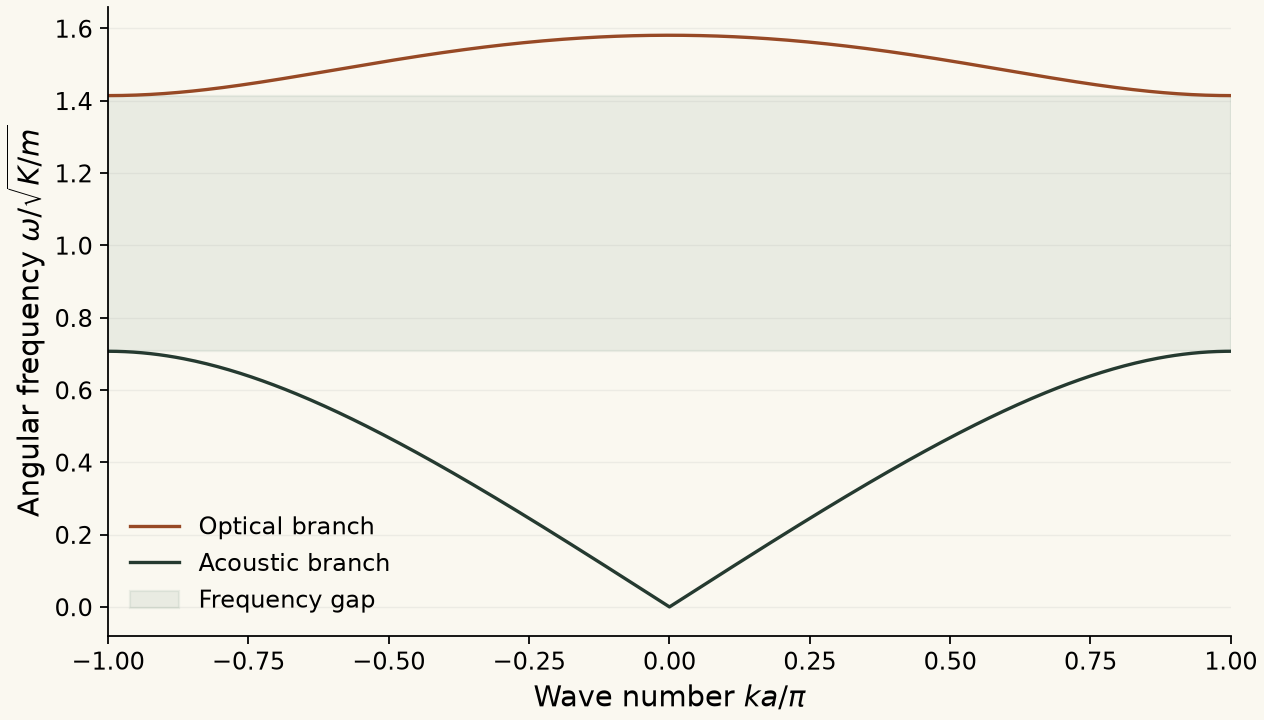 1.6
1.4
1.2
1.0
0.8
0.6
0.4
0.2
0.0
Angular frequency ω/√K/m
Optical branch
Acoustic branch
Frequency gap
−1.00 −0.75 −0.50 −0.25 0.00 0.25 0.50 0.75 1.00
Wave number ka/π